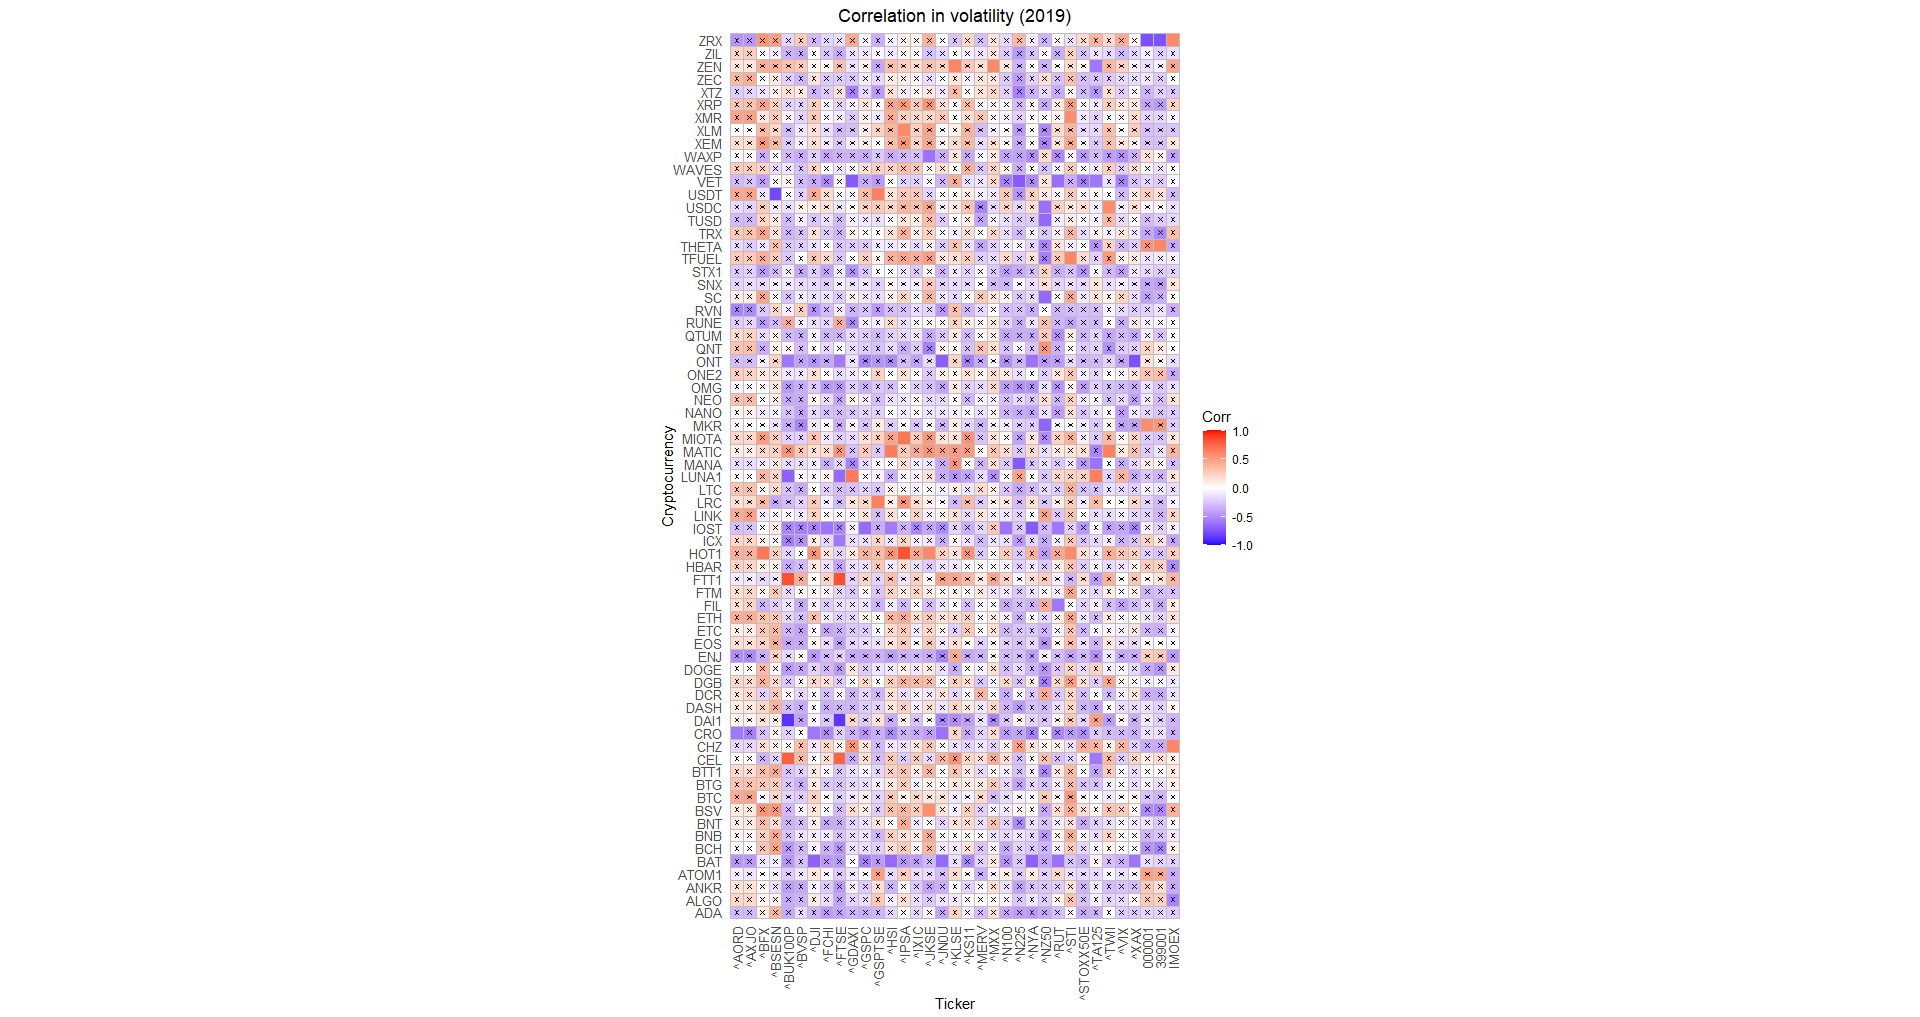 Correlation in volatility (2019)
ZRX
ZIL
ZEN
ZEC
XTZ
XRP
XMR
XLM
XEM
WAXP
WAVES
VET
USDT
USDC
TUSD
TRX
THETA
TFUEL
STX1
SNX
SC
RVN
RUNE
QTUM
QNT
ONT
ONE2
OMG
NEO
NANO
MKR
MIOTA
MATIC
MANA
LUNA1
LTC
LRC
LINK
IOST
ICX
HOT1
HBAR
FTT1
FTM
FIL
ETH
ETC
EOS
ENJ
DOGE
DGB
DCR
DASH
DAI1
CRO
CHZ
CEL
BTT1
BTG
BTC
BSV
BNT
BNB
BCH
BAT
ATOM1
ANKR
ALGO
ADA
Cryptocurrency
^AORD
^AXJO
^BFX
^BSESN
^BUK100P
^BVSP
^DJI
^FCHI
^FTSE
^GDAXI
^GSPC
^GSPTSE
^HSI
^IPSA
^IXIC
^JKSE
^JN0U
^KLSE
^KS11
^MERV
^MXX
^N100
^N225
^NYA
^NZ50
^RUT
^STI
^STOXX50E
^TA125
^TWII
^VIX
^XAX
000001
399001
IMOEX
Ticker
Corr
1.0
0.5
0.0
-0.5
-1.0